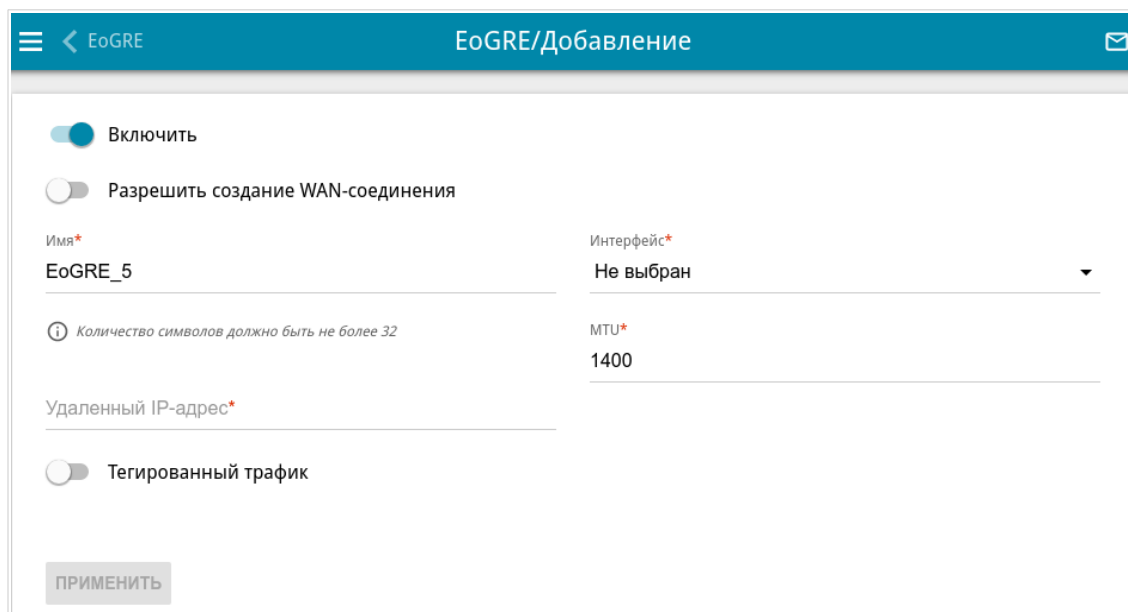 EoGRE
EoGRE/Добавление
Включить
Разрешить создание WAN-соединения
Имя*
EoGRE_5
Интерфейс*
Не выбран
Количество символов должно быть не более 32
MTU*
1400
Удаленный IP-адрес*
Тегированный трафик
ПРИМЕНИТЬ